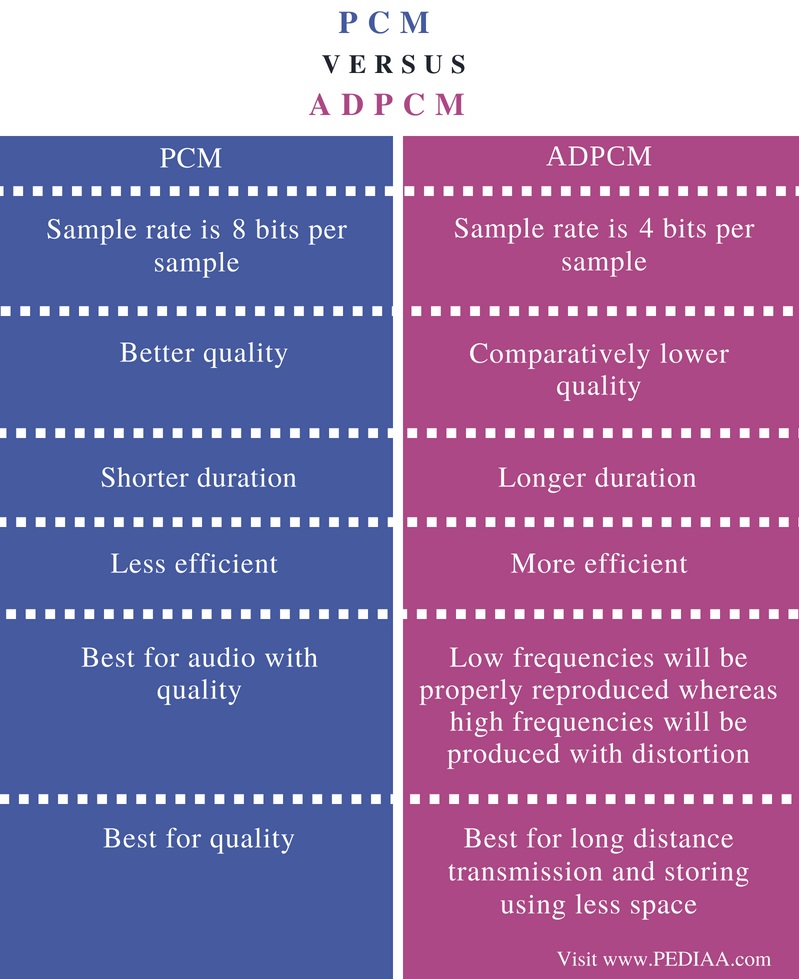 PCM
VERSUS
ADPCM
PCM
ADPCM
Sample rate is 8 bits per
sample
Sample rate is 4 bits per
sample
Better quality
Comparatively lower
quality
Shorter duration
Longer duration
Less efficient
More efficient
Best for audio with
quality
Low frequencies will be
properly reproduced whereas
high frequencies will be
produced with distortion
Best for quality
Best for long distance
transmission and storing
using less space
Visit www.PEDIAA.com